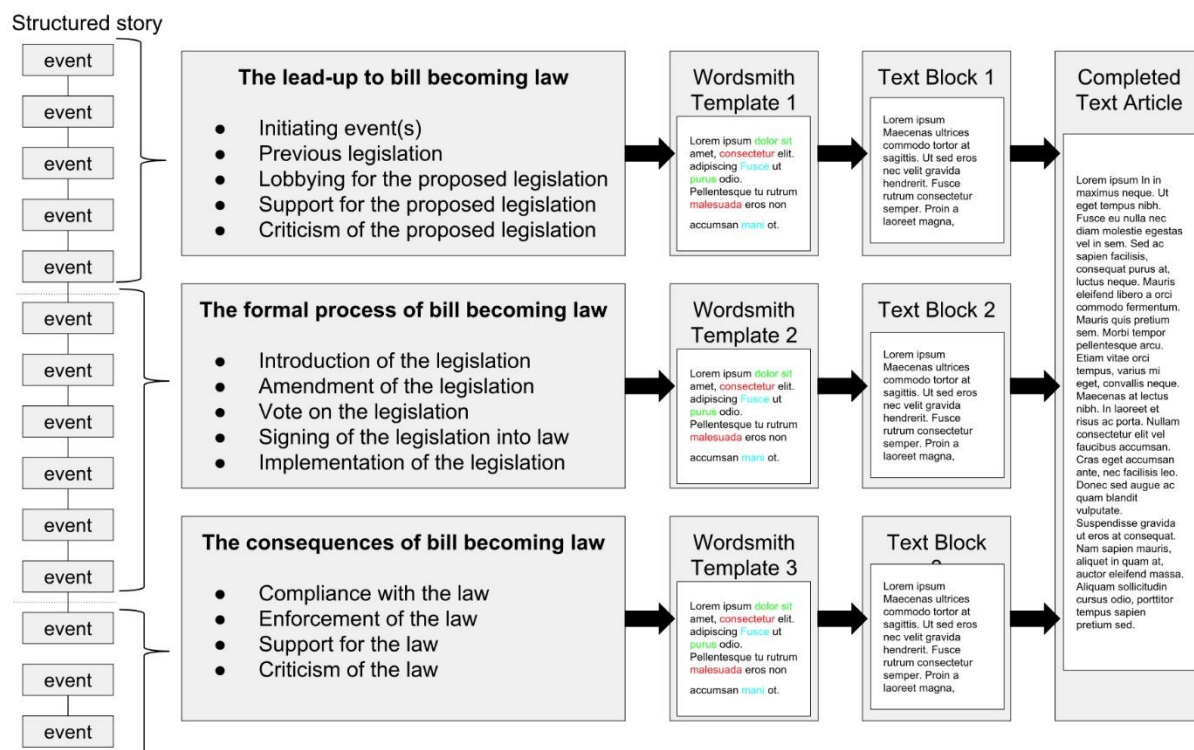 Structured story
event
event
event
event
event
event
event
event
event
event
event
event
event
event
The lead-up to bill becoming law
● Initiating event(s)
● Previous legislation
● Lobbying for the proposed legislation
● Support for the proposed legislation
● Criticism of the proposed legislation
Wordsmith
Template 1
Lorem ipsum dolor sit
amet, consectetur elit.
adipiscing Fusce ut
purus odio.
Pellentesque tu rutrum
malesuada eros non
accumsan mani ot.
Text Block 1
Lorem ipsum
Maecenas ultrices
commodo tortor at
sagittis. Ut sed eros
nec velit gravida
hendrerit. Fusce
rutrum consectetur
semper. Proin a
laoreet magna,
The formal process of bill becoming law
● Introduction of the legislation
● Amendment of the legislation
● Vote on the legislation
● Signing of the legislation into law
● Implementation of the legislation
Wordsmith
Template 2
Lorem ipsum dolor sit
amet, consectetur elit.
adipiscing Fusce ut
purus odio.
Pellentesque tu rutrum
malesuada eros non
accumsan mani ot.
Text Block 2
Lorem ipsum
Maecenas ultrices
commodo tortor at
sagittis. Ut sed eros
nec velit gravida
hendrerit. Fusce
rutrum consectetur
semper. Proin a
laoreet magna,
The consequences of bill becoming law
● Compliance with the law
● Enforcement of the law
● Support for the law
● Criticism of the law
Wordsmith
Template 3
Lorem ipsum dolor sit
amet, consectetur elit.
adipiscing Fusce ut
purus odio.
Pellentesque tu rutrum
malesuada eros non
accumsan mani ot.
Text Block
Lorem ipsum
Maecenas ultrices
commodo tortor at
sagittis. Ut sed eros
nec velit gravida
hendrerit. Fusce
rutrum consectetur
semper. Proin a
laoreet magna,
Completed
Text Article
Lorem ipsum In in
maximus neque. Ut
eget tempus nibh.
Fusce eu nulla nec
diam molestie egestas
vel in sem. Sed ac
sapien facilisis,
consequat purus at,
luctus neque. Mauris
eleifend libero a orci
commodo fermentum.
Mauris quis pretium
sem. Morbi tempor
pellentesque arcu.
Etiam vitae orci
tempus, varius mi
eget, convallis neque.
Maecenas at lectus
nibh. In laoreet et
risus ac porta. Nullam
consectetur elit vel
faucibus accumsan.
Cras eget accumsan
ante, nec facilisis leo.
Donec sed augue ac
quam blandit
vulputate.
Suspendisse gravida
ut eros at consequat.
Nam sapien mauris,
aliquet in quam at,
auctor eleifend massa.
Aliquam sollicitudin
cursus odio, porttitor
tempus sapien
pretium sed.